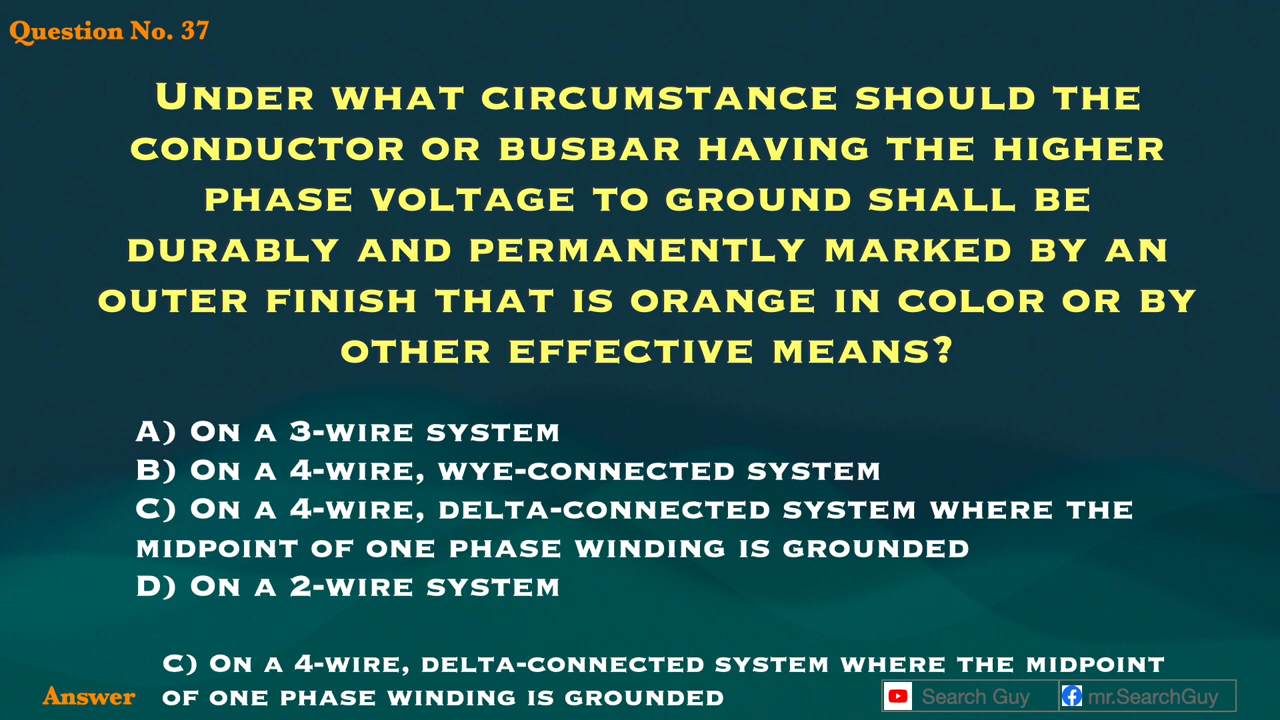 Question No. 37
Under what circumstance should the
conductor or busbar having the higher
phase voltage to ground shall be
durably and permanently marked by an
outer finish that is orange in color or by
other effective means?
A) On a 3-wire system
B) On a 4-wire, wye-connected system
C) On a 4-wire, delta-connected system where the
midpoint of one phase winding is grounded
D) On a 2-wire system
C) On a 4-wire, delta-connected system where the midpoint
Answer of one phase winding is grounded
Search Guy mr.SearchGuy